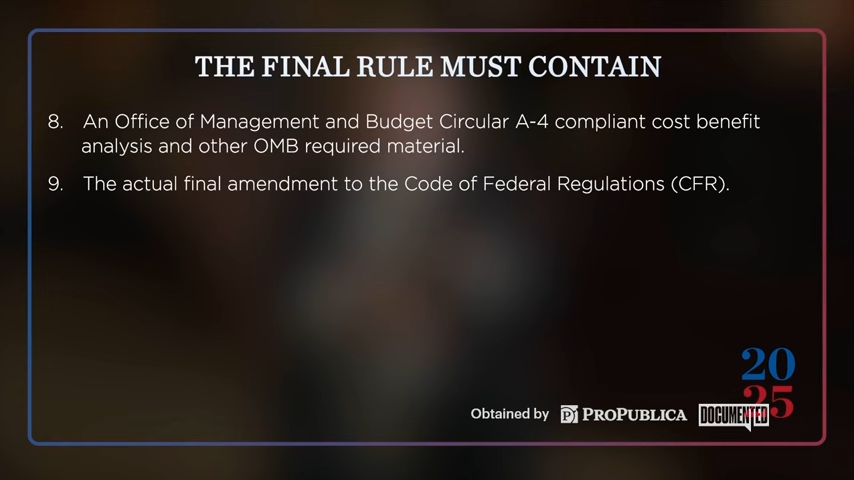 THE FINAL RULE MUST CONTAIN
8. An Office of Management and Budget Circular A-4 compliant cost benefit
analysis and other OMB required material.
9. The actual final amendment to the Code of Federal Regulations (CFR).
20
25
Obtained by PROPUBLICA DOCUMENTED